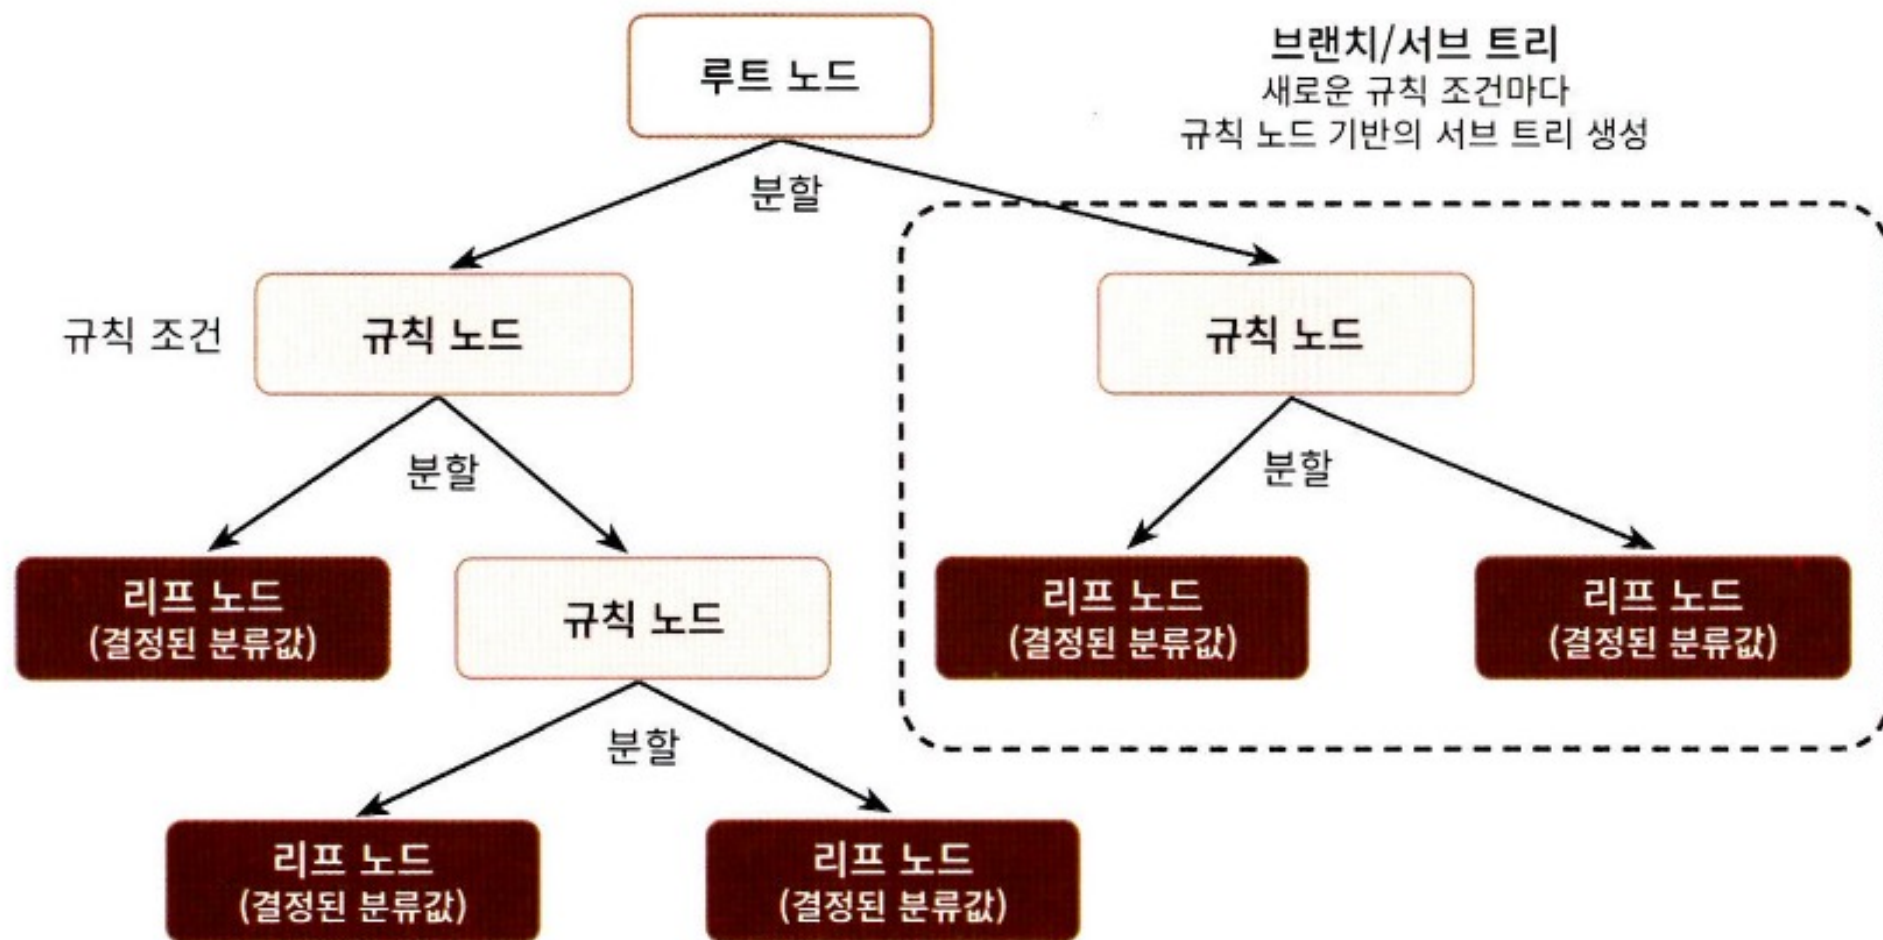 루트 노드
브랜치/서브 트리
새로운 규칙 조건마다
규칙 노드 기반의 서브 트리 생성
분할
규칙 조건
규칙 노드
규칙 노드
분할
분할
리프 노드
(결정된 분류값)
규칙 노드
리프 노드
(결정된 분류값)
리프 노드
(결정된 분류값)
분할
리프 노드
(결정된 분류값)
리프 노드
(결정된 분류값)